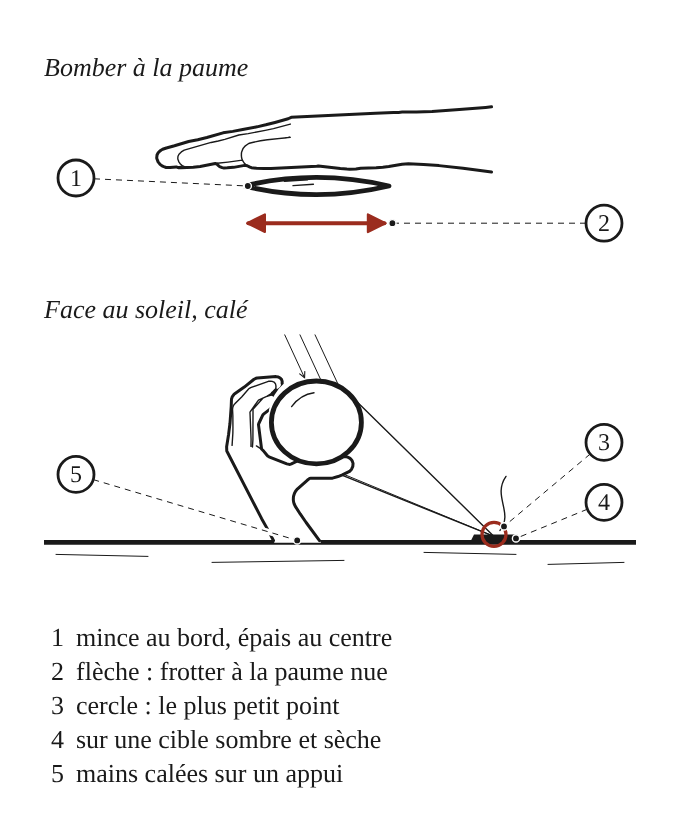 Bomber à la paume
1
2
Face au soleil, calé
3
5
4
1 mince au bord, épais au centre
2 flèche : frotter à la paume nue
3 cercle : le plus petit point
4 sur une cible sombre et sèche
5 mains calées sur un appui